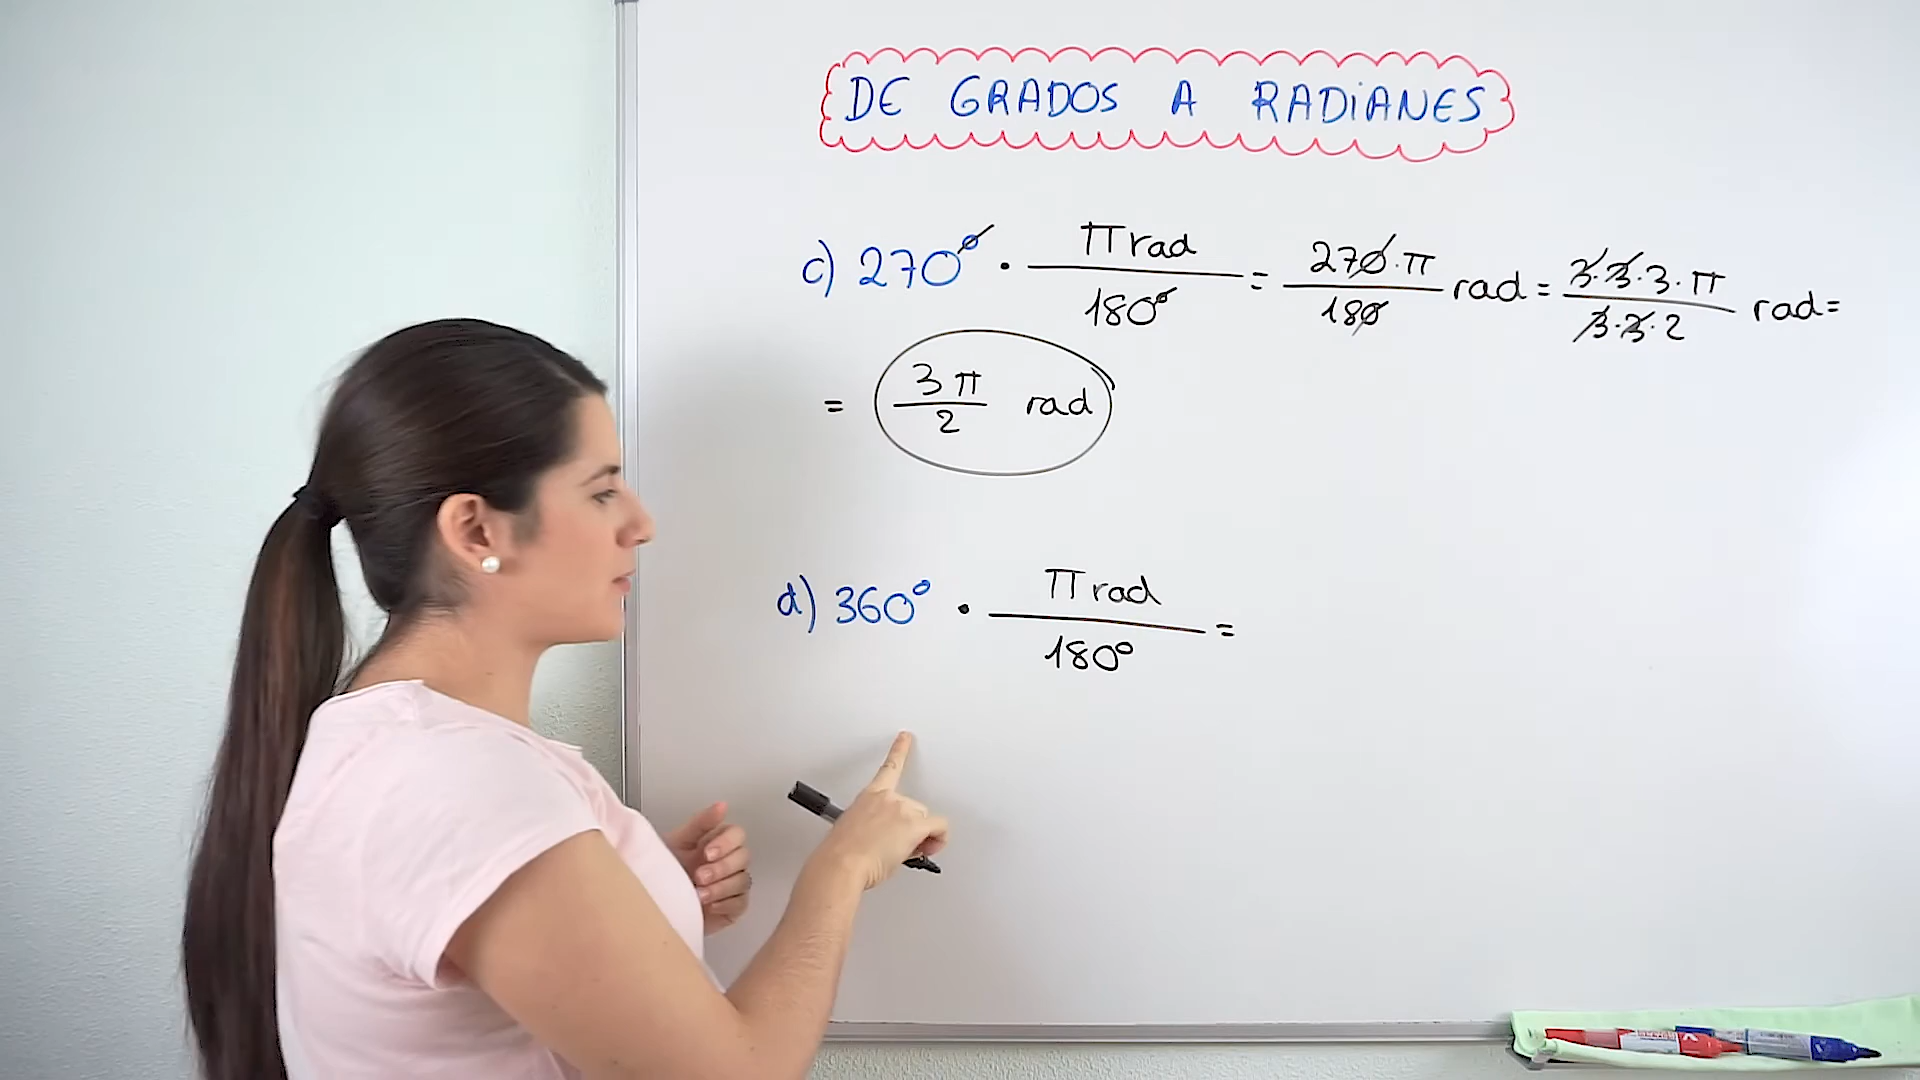 DE GRADOS A RADIANES
c) 270° · π rad / 180° = 270·π / 180 rad = 3·3·3·π / 3·3·2 rad =
= 3π / 2 rad
d) 360° · π rad / 180° =